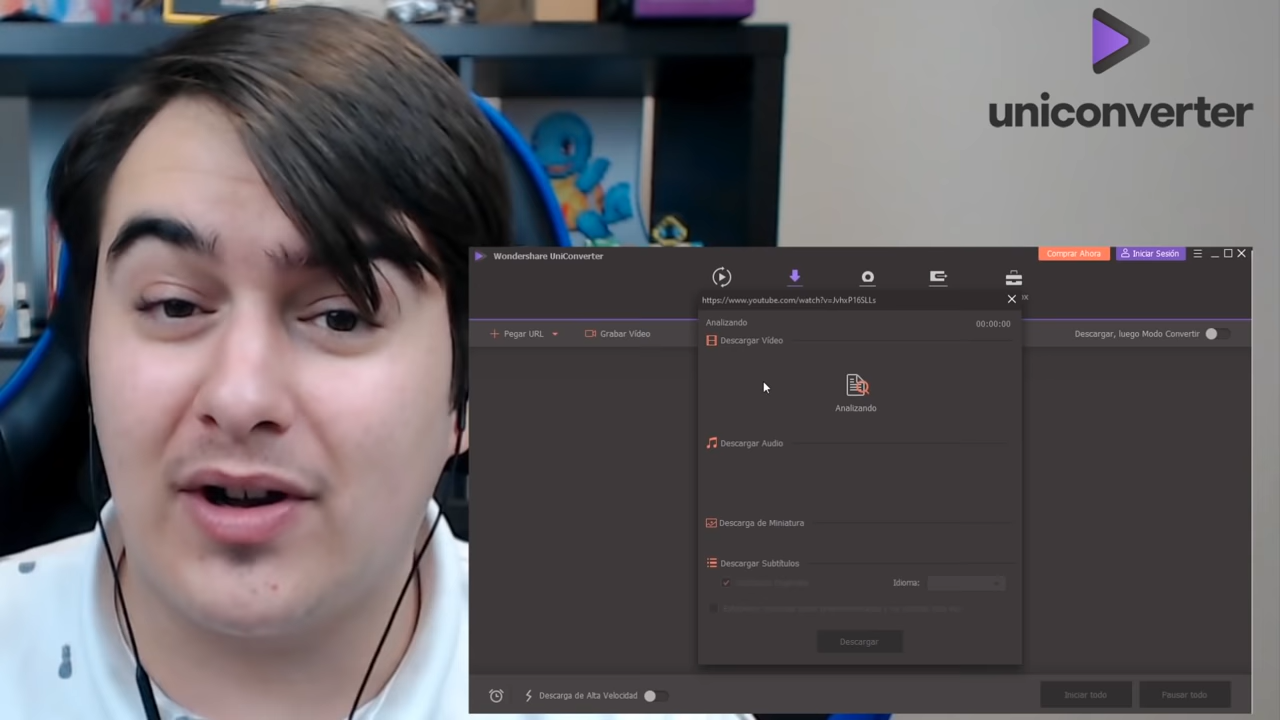 uniconverter
Wondershare UniConverter
Comprar Ahora
Iniciar Sesión
https://www.youtube.com/watch?v=JvhxP16SLLs
Analizando
00:00:00
Descargar Vídeo
Pegar URL
Grabar Vídeo
Descargar, luego Modo Convertir
Analizando
Descargar Audio
Descarga de Miniatura
Descargar Subtítulos
Idioma:
Descargar
Descarga de Alta Velocidad
Iniciar todo
Pausar todo